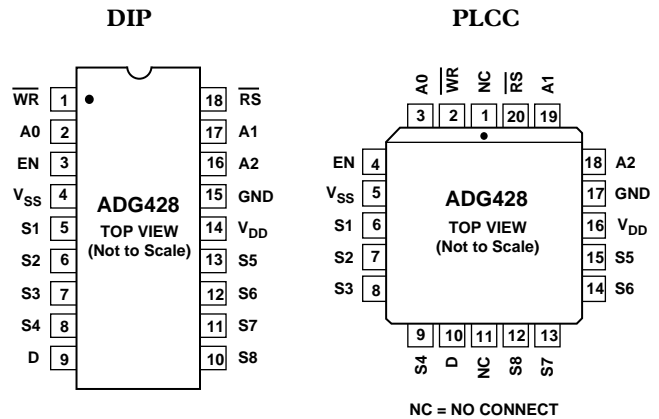 DIP
WR 1 18 RS
A0 2 17 A1
EN 3 16 A2
VSS 4 15 GND
S1 5 14 VDD
S2 6 13 S5
S3 7 12 S6
S4 8 11 S7
D 9 10 S8
ADG428
TOP VIEW
(Not to Scale)
PLCC
A0 WR NC RS A1
3 2 1 20 19
EN 4 18 A2
VSS 5 17 GND
S1 6 16 VDD
S2 7 15 S5
S3 8 14 S6
ADG428
TOP VIEW
(Not to Scale)
9 10 11 12 13
S4 D NC S8 S7
NC = NO CONNECT